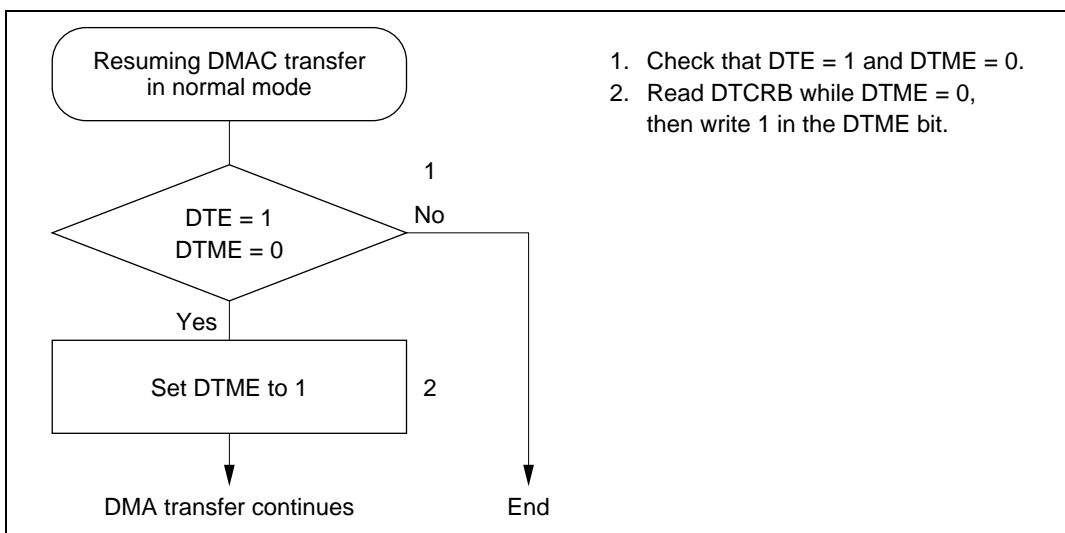 Resuming DMAC transfer
in normal mode
1. Check that DTE = 1 and DTME = 0.
2. Read DTCRB while DTME = 0,
then write 1 in the DTME bit.
1
DTE = 1
DTME = 0
No
Yes
Set DTME to 1
2
DMA transfer continues
End